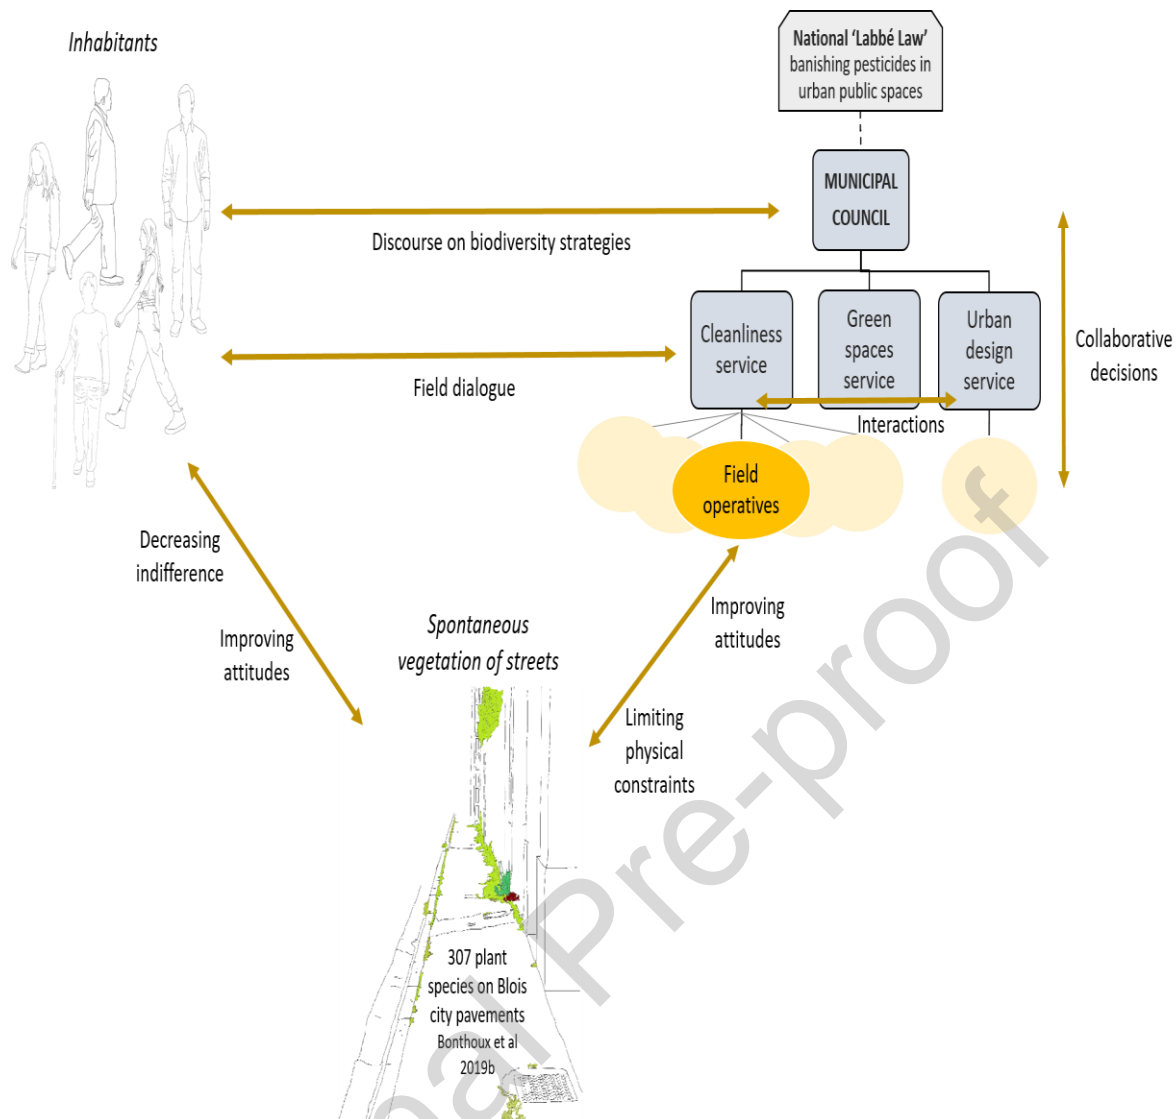 Inhabitants
National ‘Labbé Law’
banishing pesticides in
urban public spaces
MUNICIPAL
COUNCIL
Discourse on biodiversity strategies
Cleanliness
service
Green
spaces
service
Urban
design
service
Collaborative
decisions
Field dialogue
Interactions
Field
operatives
Decreasing
indifference
Improving
attitudes
Improving
attitudes
Limiting
physical
constraints
Spontaneous
vegetation of streets
307 plant
species on Blois
city pavements
Bonthoux et al
2019b
nal Pre-proof